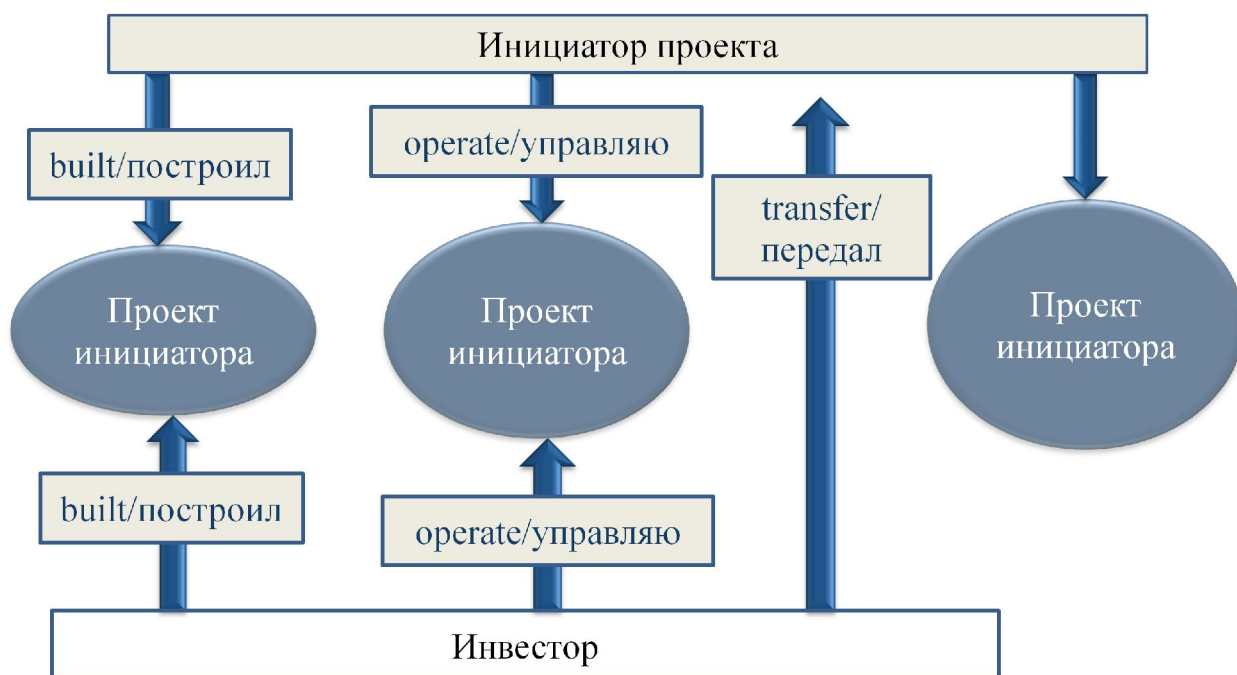 Инициатор проекта
built/построил
operate/управляю
transfer/
передал
Проект
инициатора
Проект
инициатора
Проект
инициатора
built/построил
operate/управляю
Инвестор